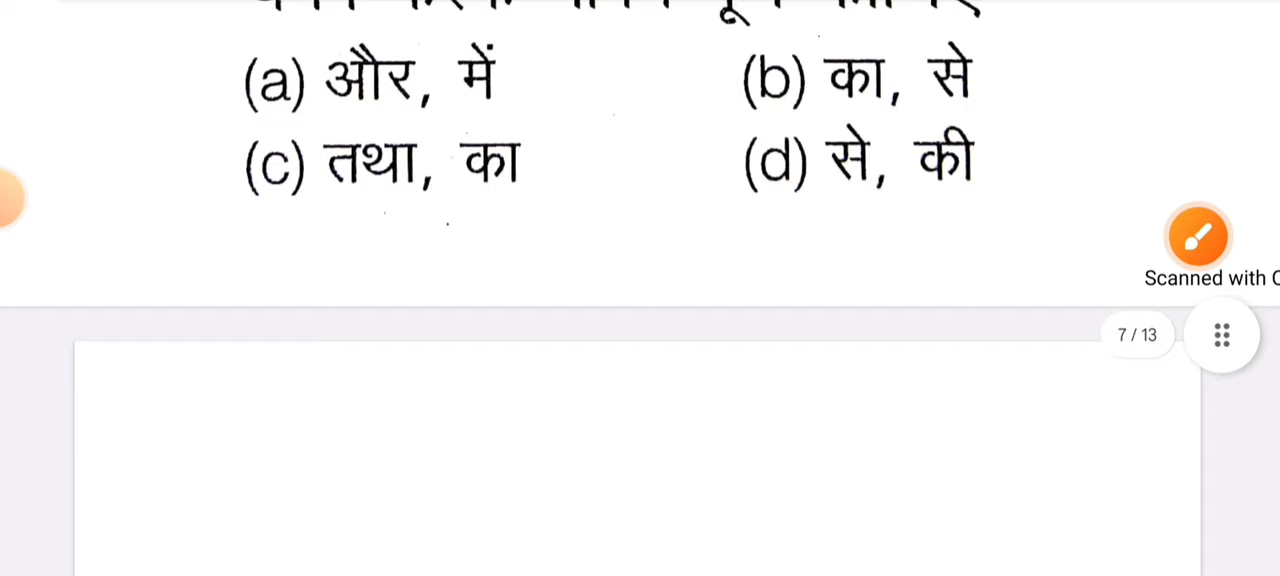 (a) और, में (b) का, से
(c) तथा, का (d) से, की
Scanned with
7 / 13